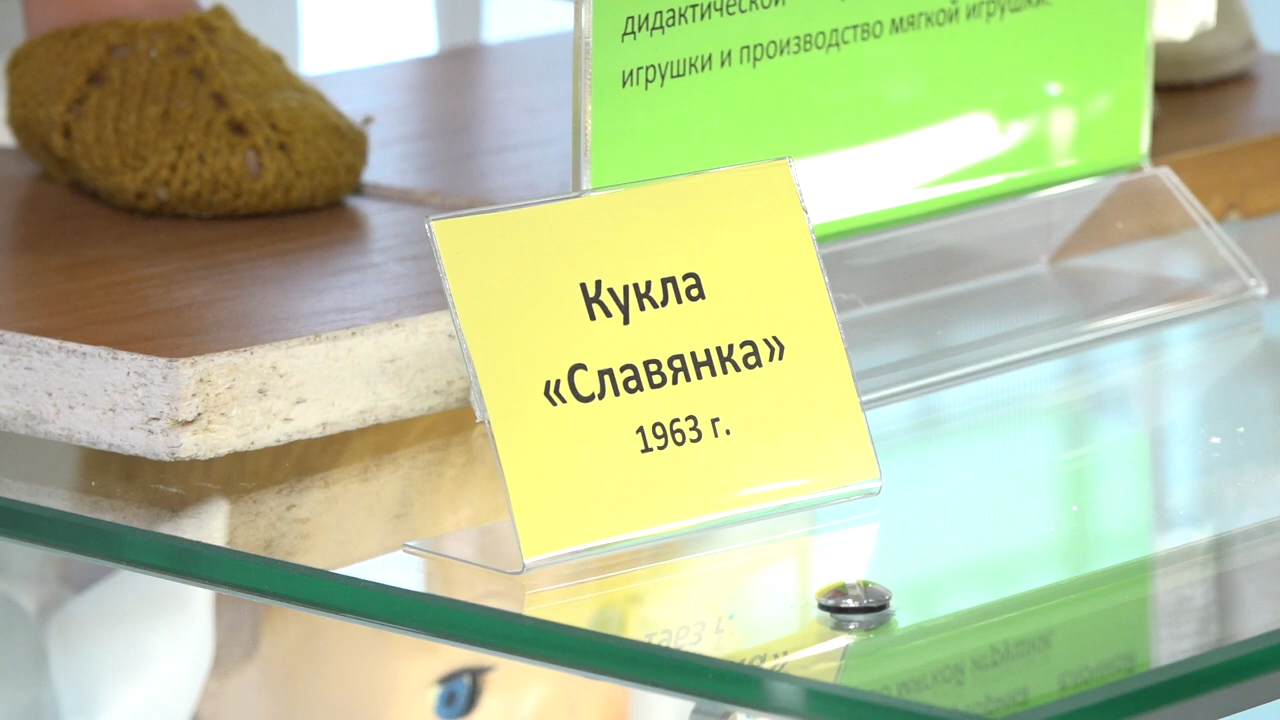 дидактической
игрушки и производство мягкой игрушки.
Кукла
«Славянка»
1963 г.